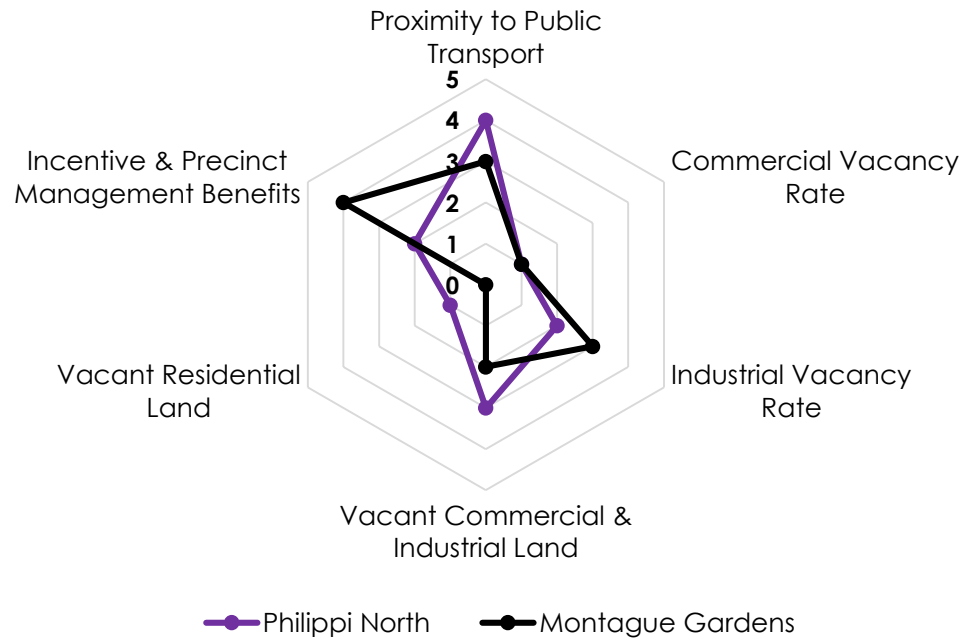 Proximity to Public
Transport
5
4
3
2
1
0
Incentive & Precinct
Management Benefits
Commercial Vacancy
Rate
Vacant Residential
Land
Industrial Vacancy
Rate
Vacant Commercial &
Industrial Land
Philippi North
Montague Gardens